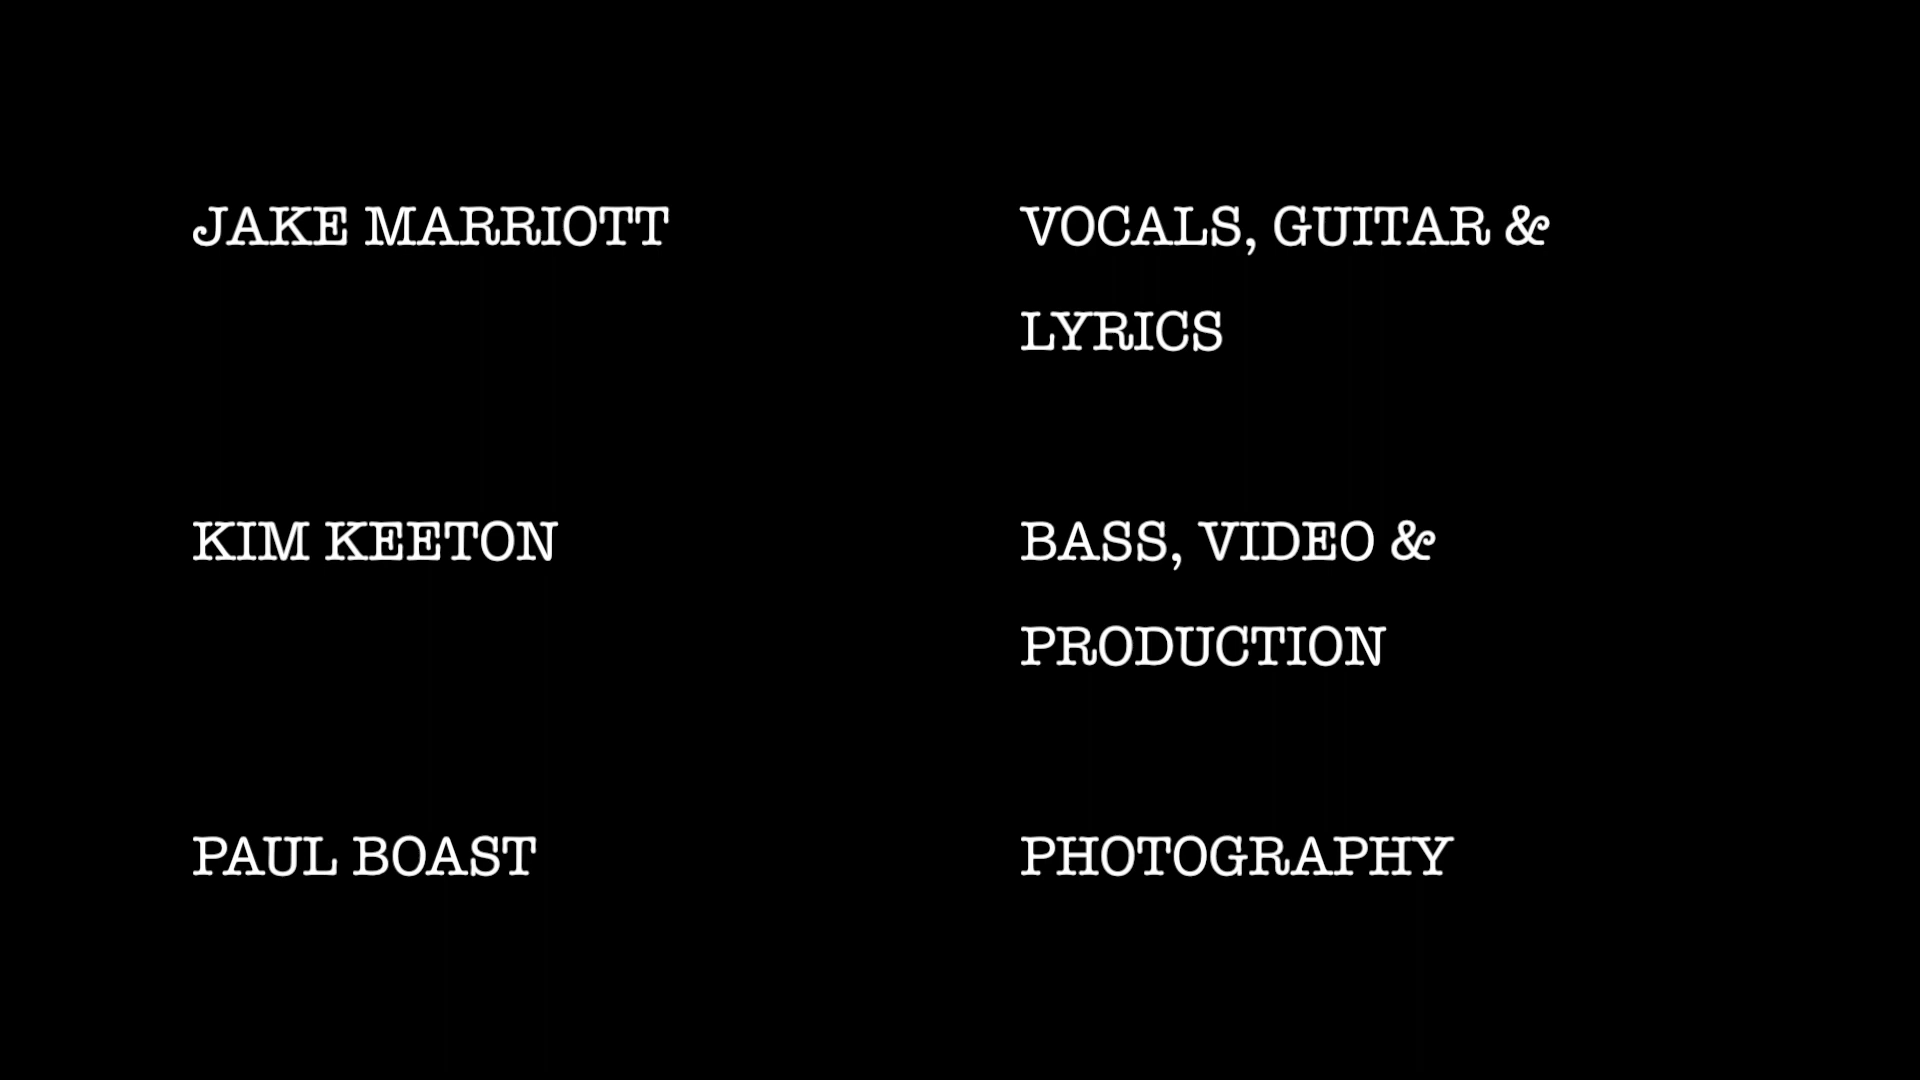 JAKE MARRIOTT VOCALS, GUITAR &
LYRICS
KIM KEETON BASS, VIDEO &
PRODUCTION
PAUL BOAST PHOTOGRAPHY